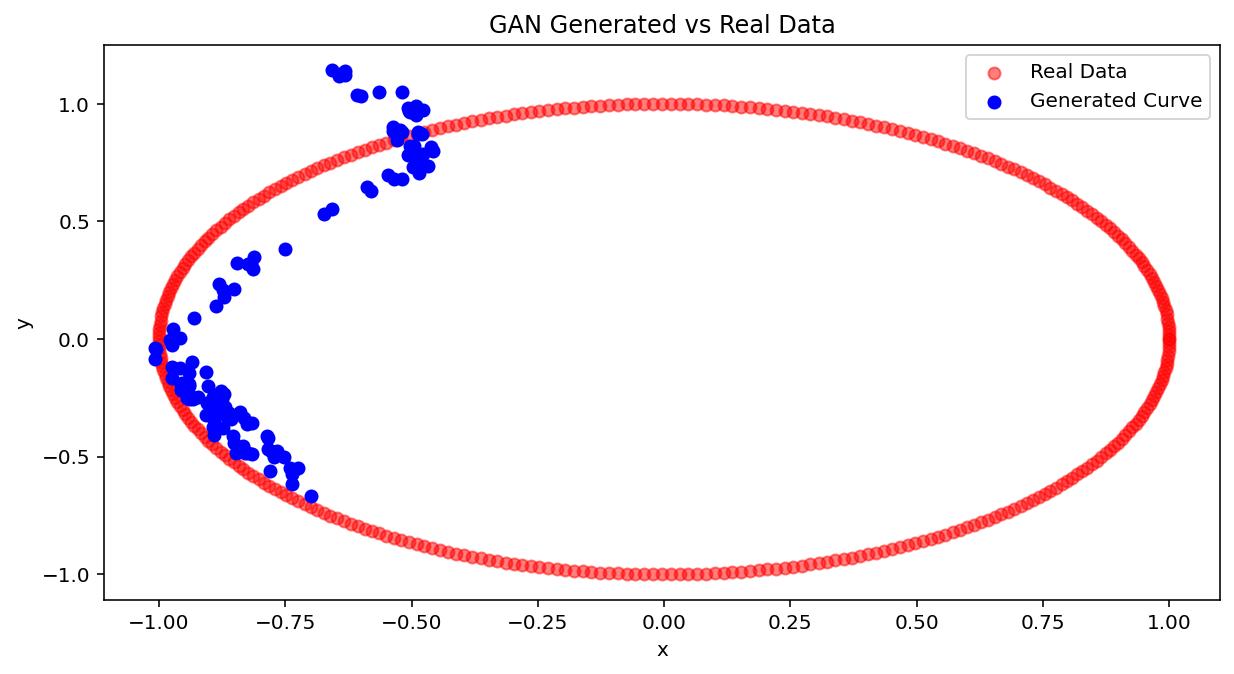 GAN Generated vs Real Data
Real Data
Generated Curve
1.0
0.5
0.0
−0.5
−1.0
y
−1.00 −0.75 −0.50 −0.25 0.00 0.25 0.50 0.75 1.00
x